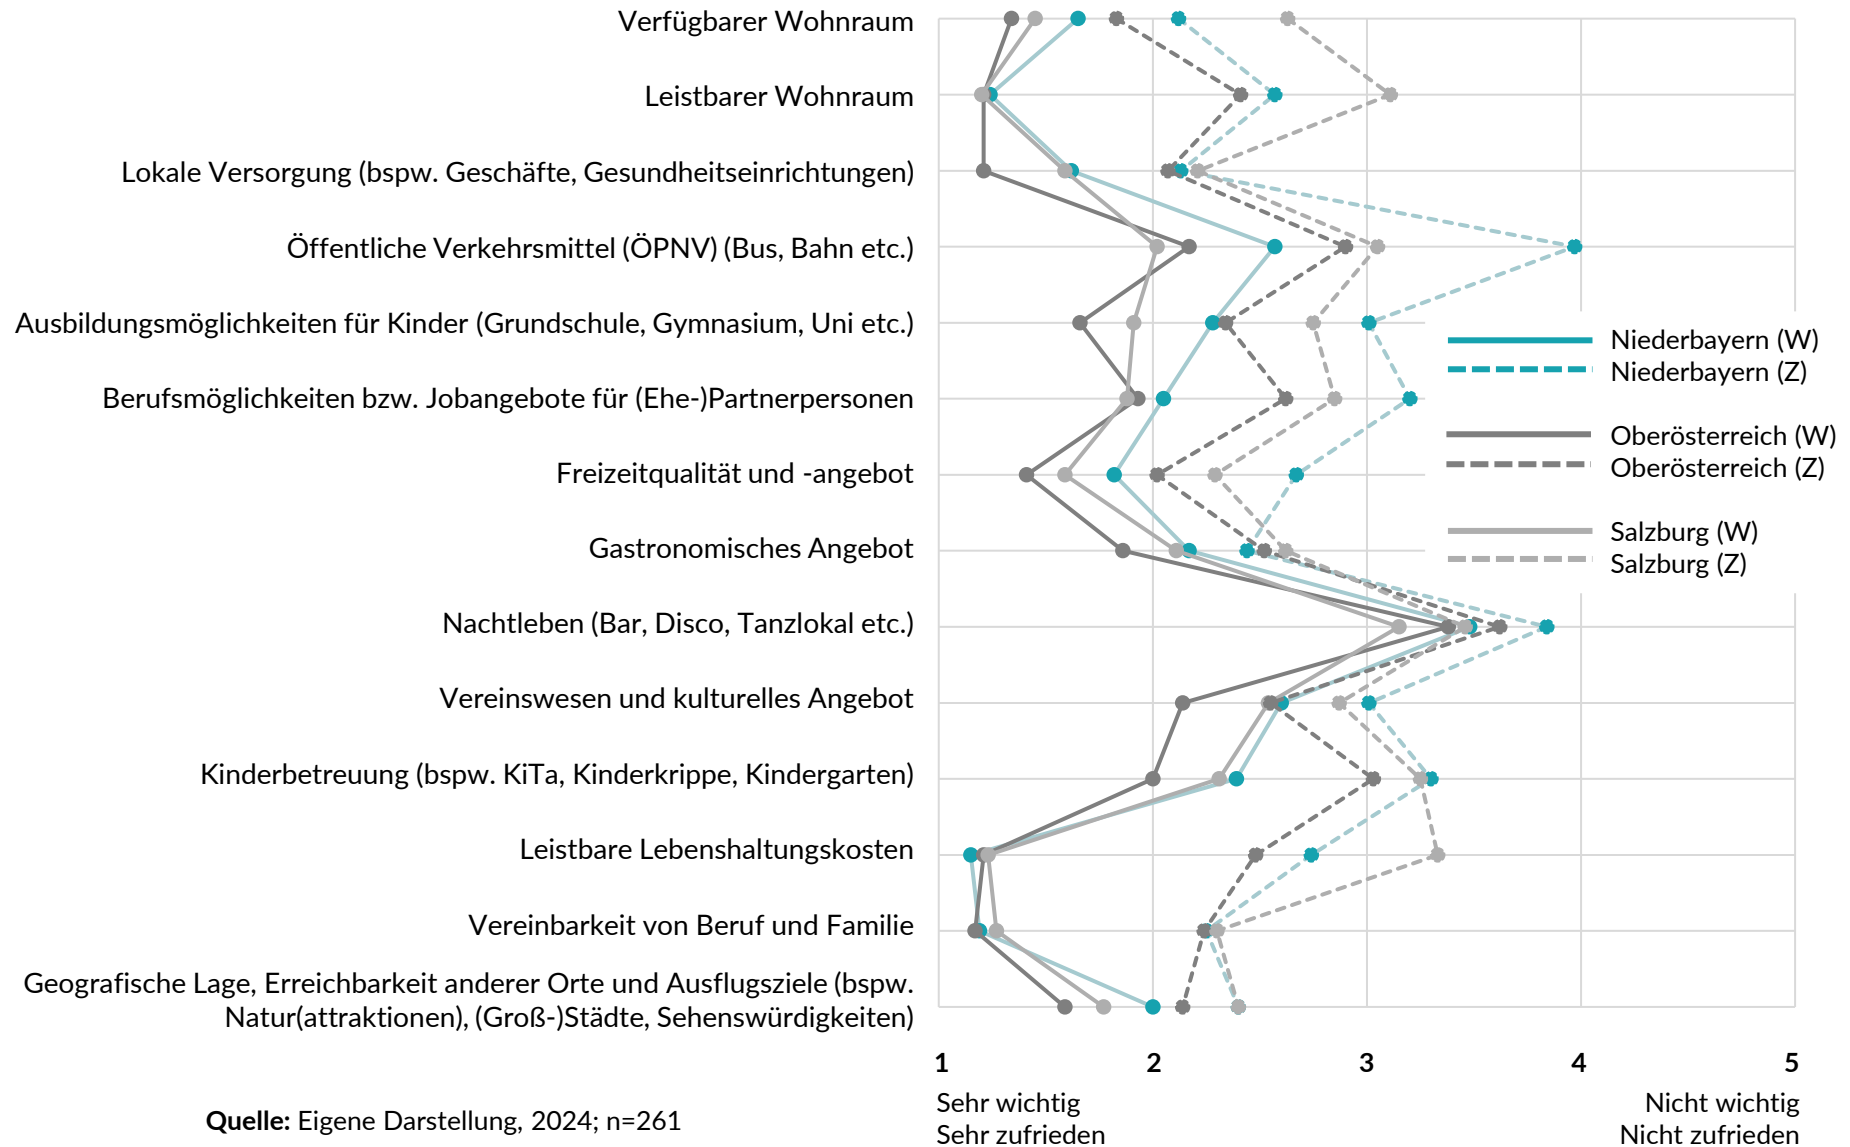 Verfügbarer Wohnraum
Leistbarer Wohnraum
Lokale Versorgung (bspw. Geschäfte, Gesundheitseinrichtungen)
Öffentliche Verkehrsmittel (ÖPNV) (Bus, Bahn etc.)
Ausbildungsmöglichkeiten für Kinder (Grundschule, Gymnasium, Uni etc.)
Berufsmöglichkeiten bzw. Jobangebote für (Ehe-)Partnerpersonen
Freizeitqualität und -angebot
Gastronomisches Angebot
Nachtleben (Bar, Disco, Tanzlokal etc.)
Vereinswesen und kulturelles Angebot
Kinderbetreuung (bspw. KiTa, Kinderkrippe, Kindergarten)
Leistbare Lebenshaltungskosten
Vereinbarkeit von Beruf und Familie
Geografische Lage, Erreichbarkeit anderer Orte und Ausflugsziele (bspw.
Natur(attraktionen), (Groß-)Städte, Sehenswürdigkeiten)
Niederbayern (W)
Niederbayern (Z)
Oberösterreich (W)
Oberösterreich (Z)
Salzburg (W)
Salzburg (Z)
1 2 3 4 5
Sehr wichtig Nicht wichtig
Sehr zufrieden Nicht zufrieden
Quelle: Eigene Darstellung, 2024; n=261